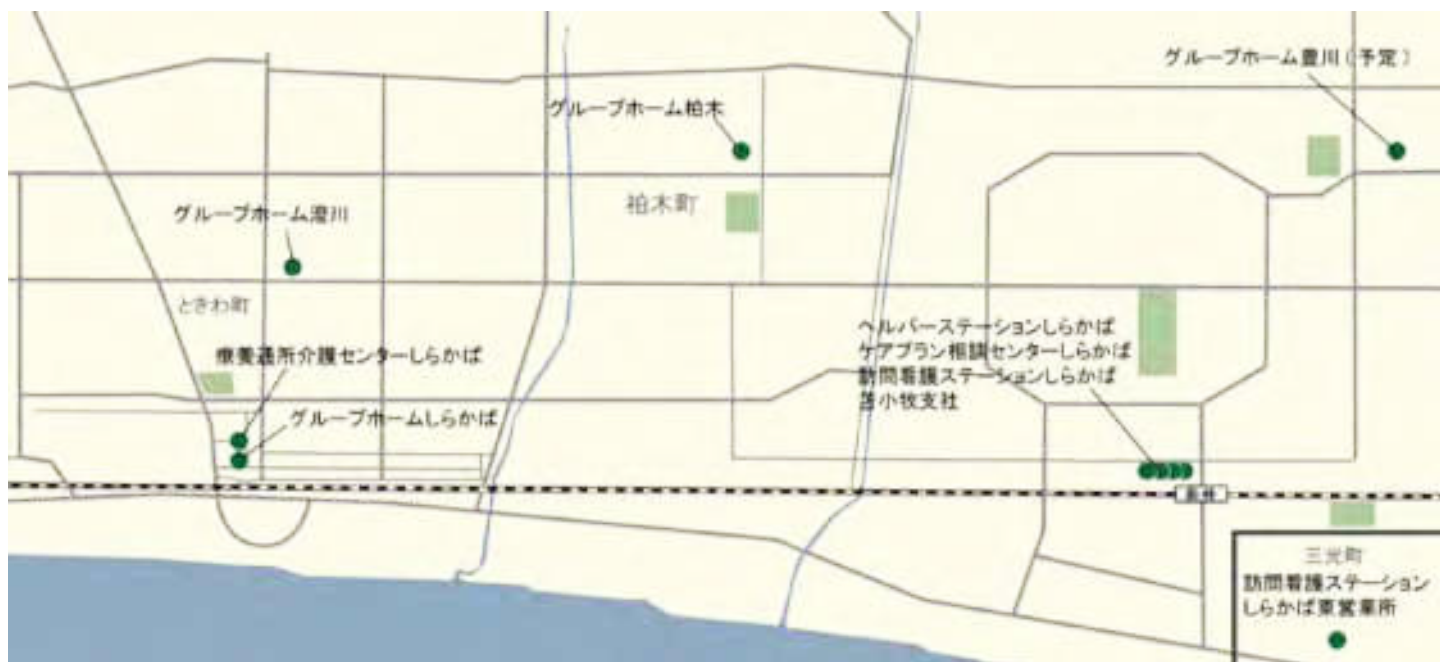 グループホーム豊川(予定)
グループホーム柏木
柏木町
グループホーム澄川
ときわ町
療養通所介護センターしらかば
グループホームしらかば
ヘルパーステーションしらかば
ケアプラン相談センターしらかば
訪問看護ステーションしらかば
苫小牧支社
三光町
訪問看護ステーション
しらかば東営業所